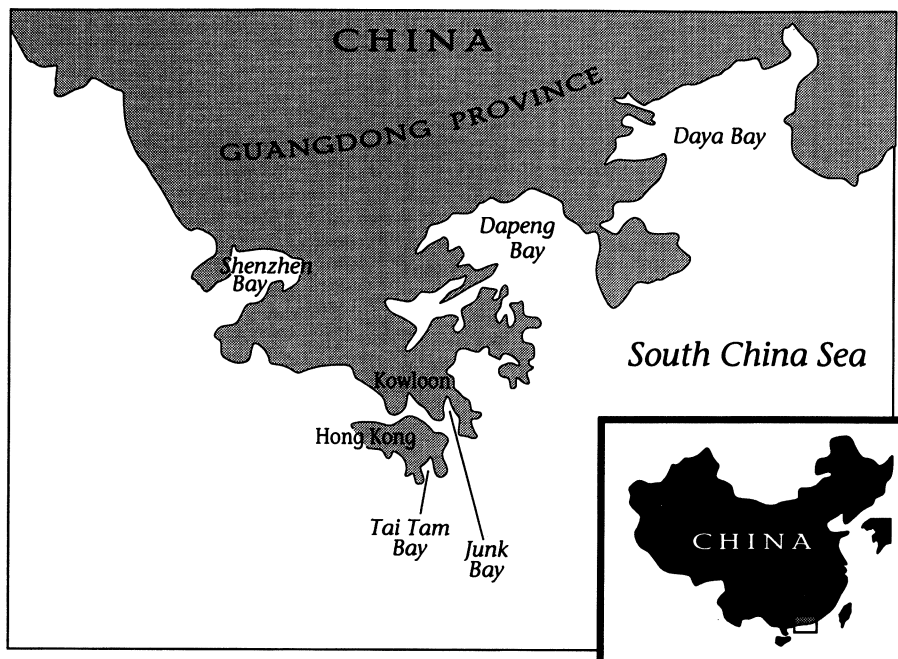 CHINA
GUANGDONG PROVINCE
Daya Bay
Dapeng
Bay
Shenzhen
Bay
South China Sea
Kowloon
Hong Kong
Tai Tam
Bay
Junk
Bay
CHINA